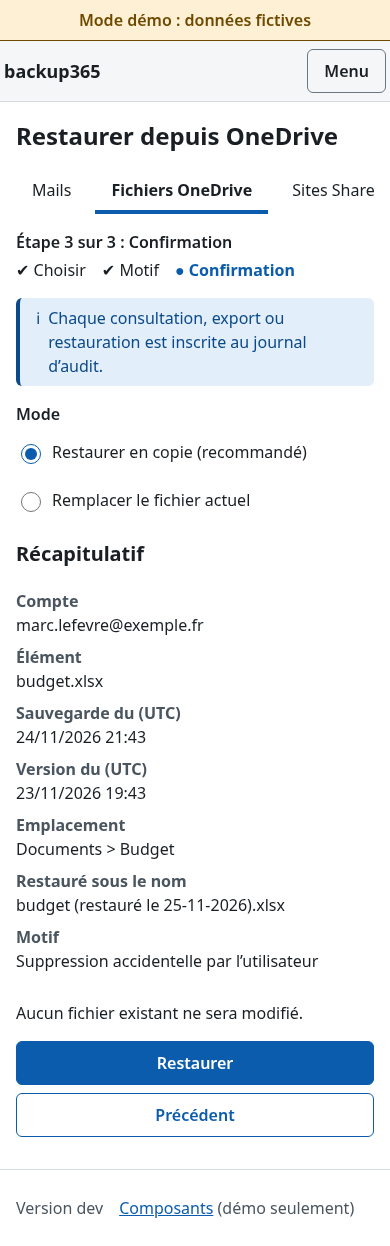 Mode démo : données fictives
backup365
Menu
Restaurer depuis OneDrive
Mails
Fichiers OneDrive
Sites Share
Étape 3 sur 3 : Confirmation
✔ Choisir ✔ Motif ● Confirmation
i Chaque consultation, export ou
restauration est inscrite au journal
d’audit.
Mode
Restaurer en copie (recommandé)
Remplacer le fichier actuel
Récapitulatif
Compte
marc.lefevre@exemple.fr
Élément
budget.xlsx
Sauvegarde du (UTC)
24/11/2026 21:43
Version du (UTC)
23/11/2026 19:43
Emplacement
Documents > Budget
Restauré sous le nom
budget (restauré le 25-11-2026).xlsx
Motif
Suppression accidentelle par l’utilisateur
Aucun fichier existant ne sera modifié.
Restaurer
Précédent
Version dev Composants (démo seulement)